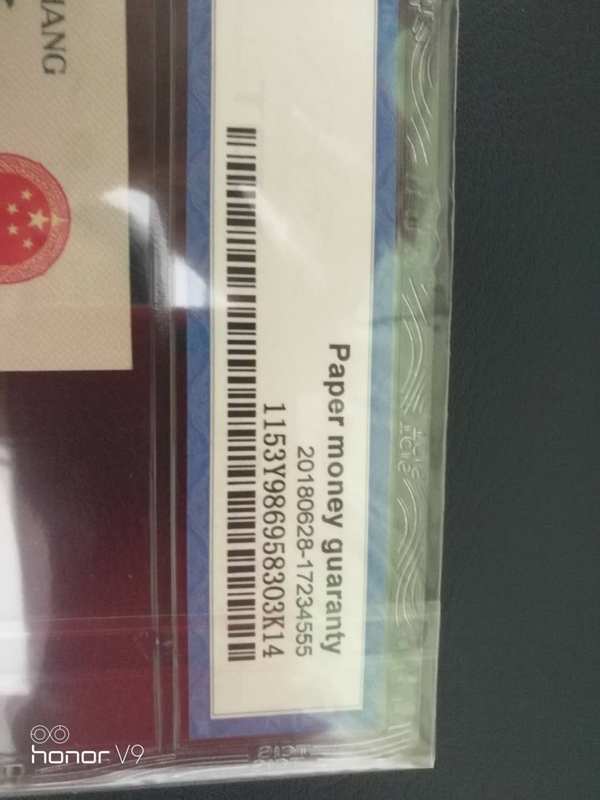 HANG
Paper money guaranty
20180628-17234555
1153Y986958303K14
honor V9